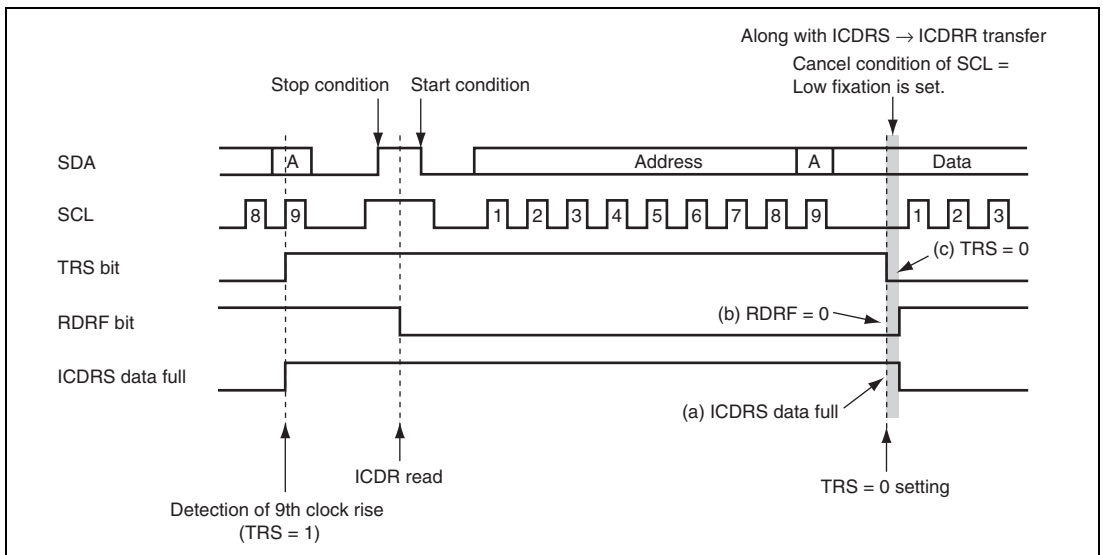 Along with ICDRS → ICDRR transfer
Cancel condition of SCL =
Low fixation is set.
Stop condition
Start condition
SDA
A
Address
A
Data
SCL
8 9 1 2 3 4 5 6 7 8 9 1 2 3
TRS bit
(c) TRS = 0
RDRF bit
(b) RDRF = 0
ICDRS data full
(a) ICDRS data full
ICDR read
TRS = 0 setting
Detection of 9th clock rise
(TRS = 1)